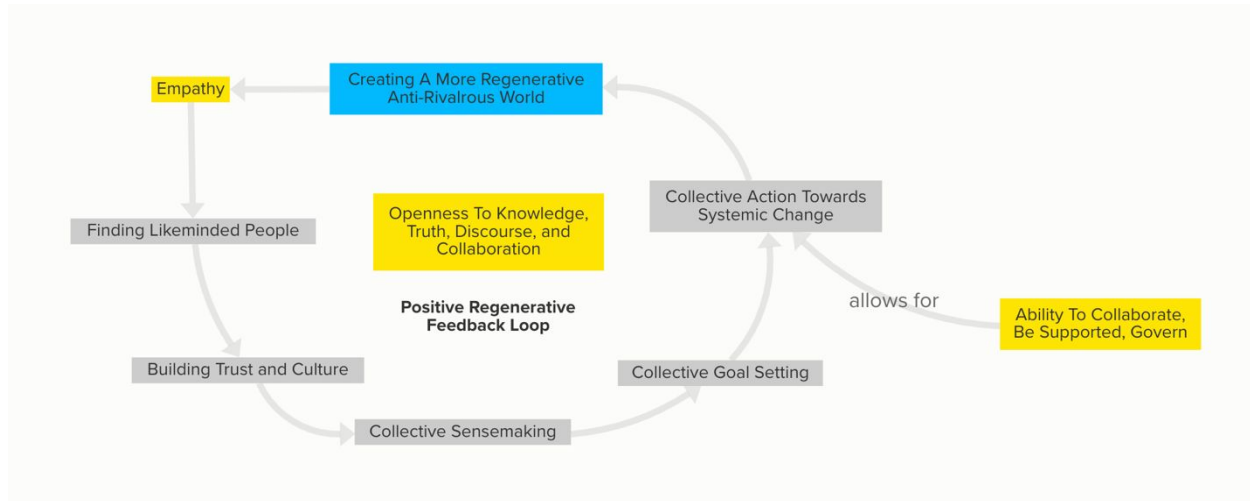 Creating A More Regenerative
Anti-Rivalrous World
Empathy
Collective Action Towards
Systemic Change
Openness To Knowledge,
Truth, Discourse, and
Collaboration
Finding Likeminded People
allows for
Positive Regenerative
Feedback Loop
Ability To Collaborate,
Be Supported, Govern
Building Trust and Culture
Collective Goal Setting
Collective Sensemaking